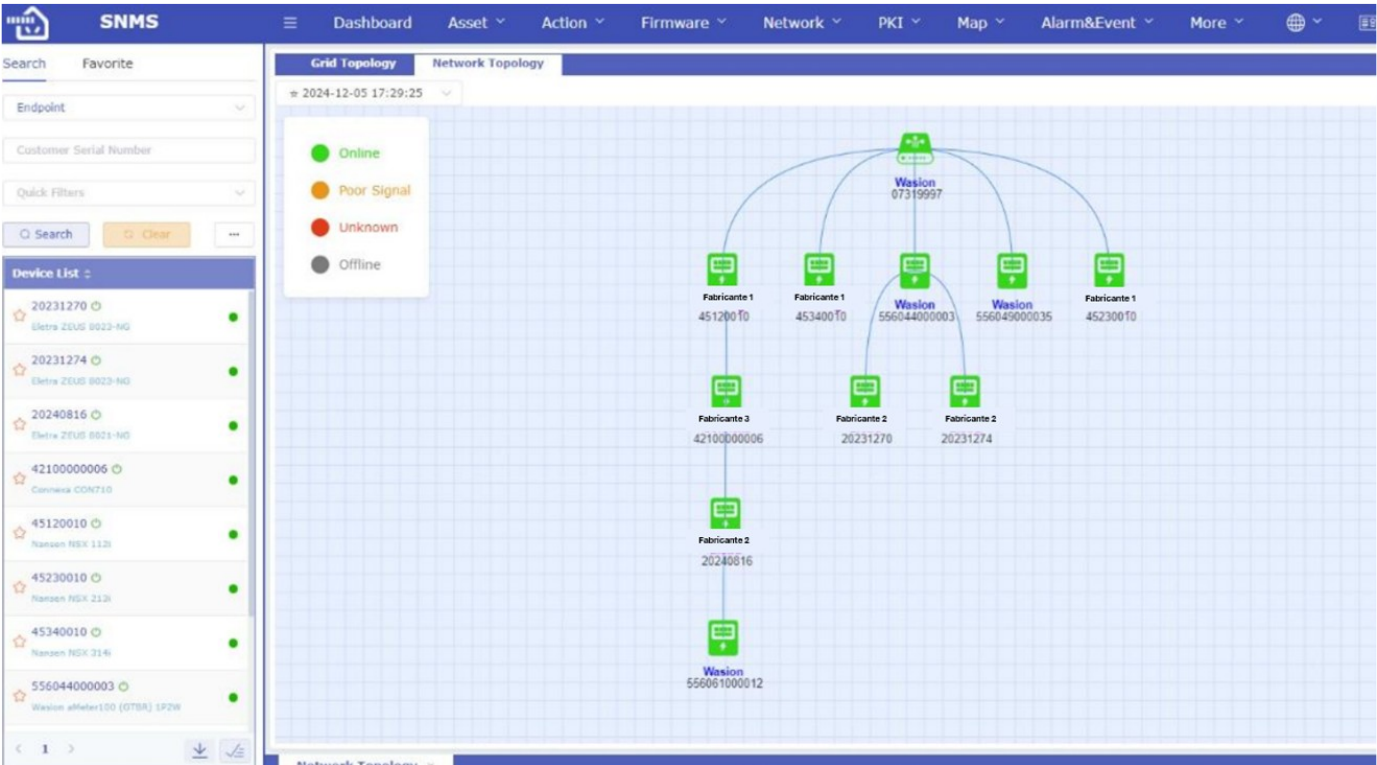 SNMS
Dashboard
Asset
Action
Firmware
Network
PKI
Map
Alarm&Event
More
Search
Favorite
Grid Topology
Network Topology
2024-12-05 17:29:25
Endpoint
Customer Serial Number
Quick Filters
Search
Clear
...
Device List
20231270
Eletra ZEUS 8023-NG
20231274
Eletra ZEUS 8023-NG
20240816
Eletra ZEUS 8021-NG
42100000006
Connexa CON710
45120010
Nansen NSX 112i
45230010
Nansen NSX 213i
45340010
Nansen NSX 314i
556044000003
Wasion aMeter100 (GTBR) 1P2W
1
Online
Poor Signal
Unknown
Offline
Wasion
07319997
Fabricante 1
45120010
Fabricante 1
45340010
Wasion
556044000003
Wasion
556049000035
Fabricante 1
45230010
Fabricante 3
42100000006
Fabricante 2
20231270
Fabricante 2
20231274
Fabricante 2
20240816
Wasion
556061000012
Network Topology